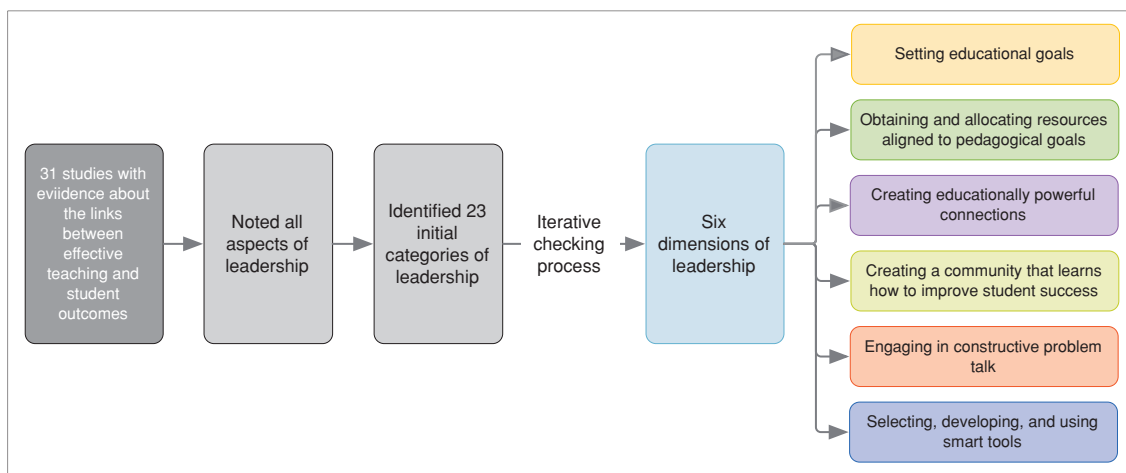 31 studies with
eviidence about
the links
between
effective
teaching and
student
outcomes
Noted all
aspects of
leadership
Identified 23
initial
categories of
leadership
Iterative
checking
process
Six
dimensions of
leadership
Setting educational goals
Obtaining and allocating resources
aligned to pedagogical goals
Creating educationally powerful
connections
Creating a community that learns
how to improve student success
Engaging in constructive problem
talk
Selecting, developing, and using
smart tools